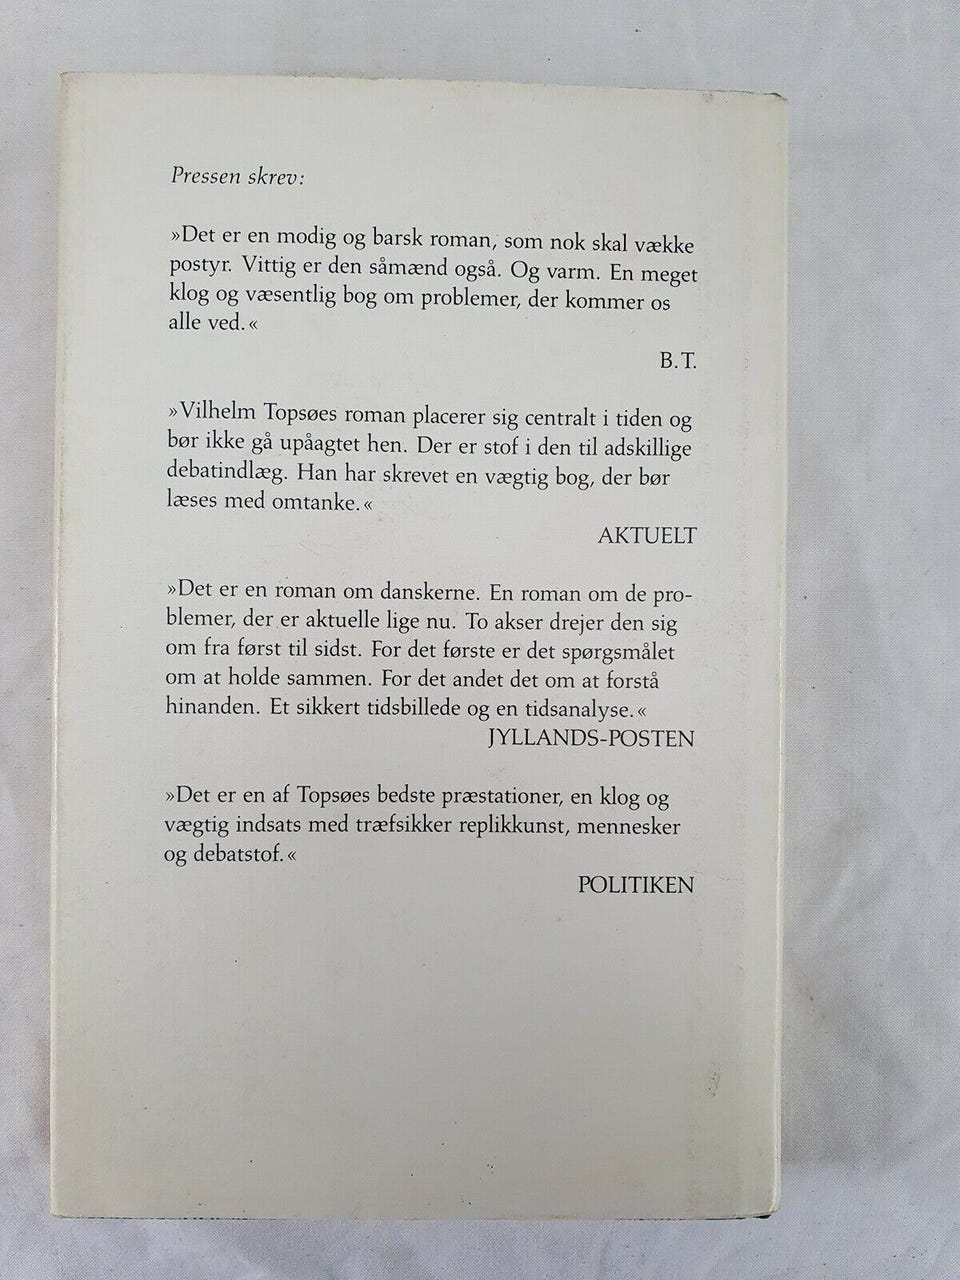 Pressen skrev:
»Det er en modig og barsk roman, som nok skal vække
postyr. Vittig er den såmænd også. Og varm. En meget
klog og væsentlig bog om problemer, der kommer os
alle ved.«
B.T.
»Vilhelm Topsøes roman placerer sig centralt i tiden og
bør ikke gå upåagtet hen. Der er stof i den til adskillige
debatindlæg. Han har skrevet en vægtig bog, der bør
læses med omtanke.«
AKTUELT
»Det er en roman om danskerne. En roman om de pro-
blemer, der er aktuelle lige nu. To akser drejer den sig
om fra først til sidst. For det første er det spørgsmålet
om at holde sammen. For det andet det om at forstå
hinanden. Et sikkert tidsbillede og en tidsanalyse.«
JYLLANDS-POSTEN
»Det er en af Topsøes bedste præstationer, en klog og
vægtig indsats med træfsikker replikkunst, mennesker
og debatstof.«
POLITIKEN